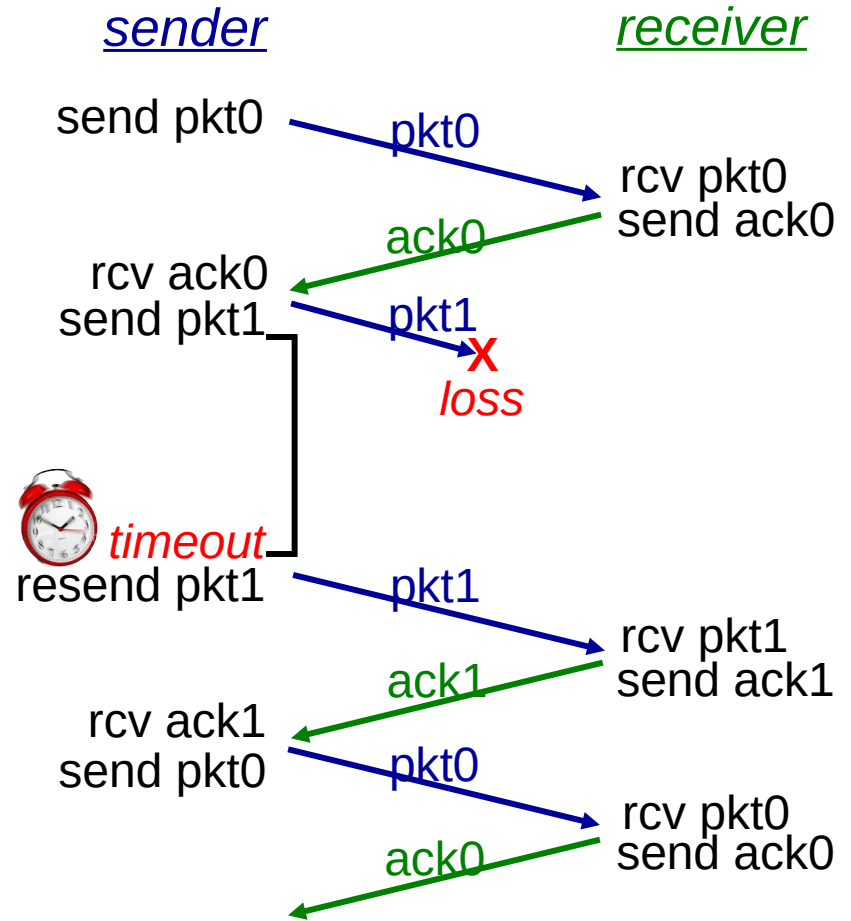 sender
receiver
send pkt0
pkt0
rcv pkt0
send ack0
ack0
rcv ack0
send pkt1
pkt1
X
loss
timeout
resend pkt1
pkt1
rcv pkt1
send ack1
ack1
rcv ack1
send pkt0
pkt0
rcv pkt0
send ack0
ack0